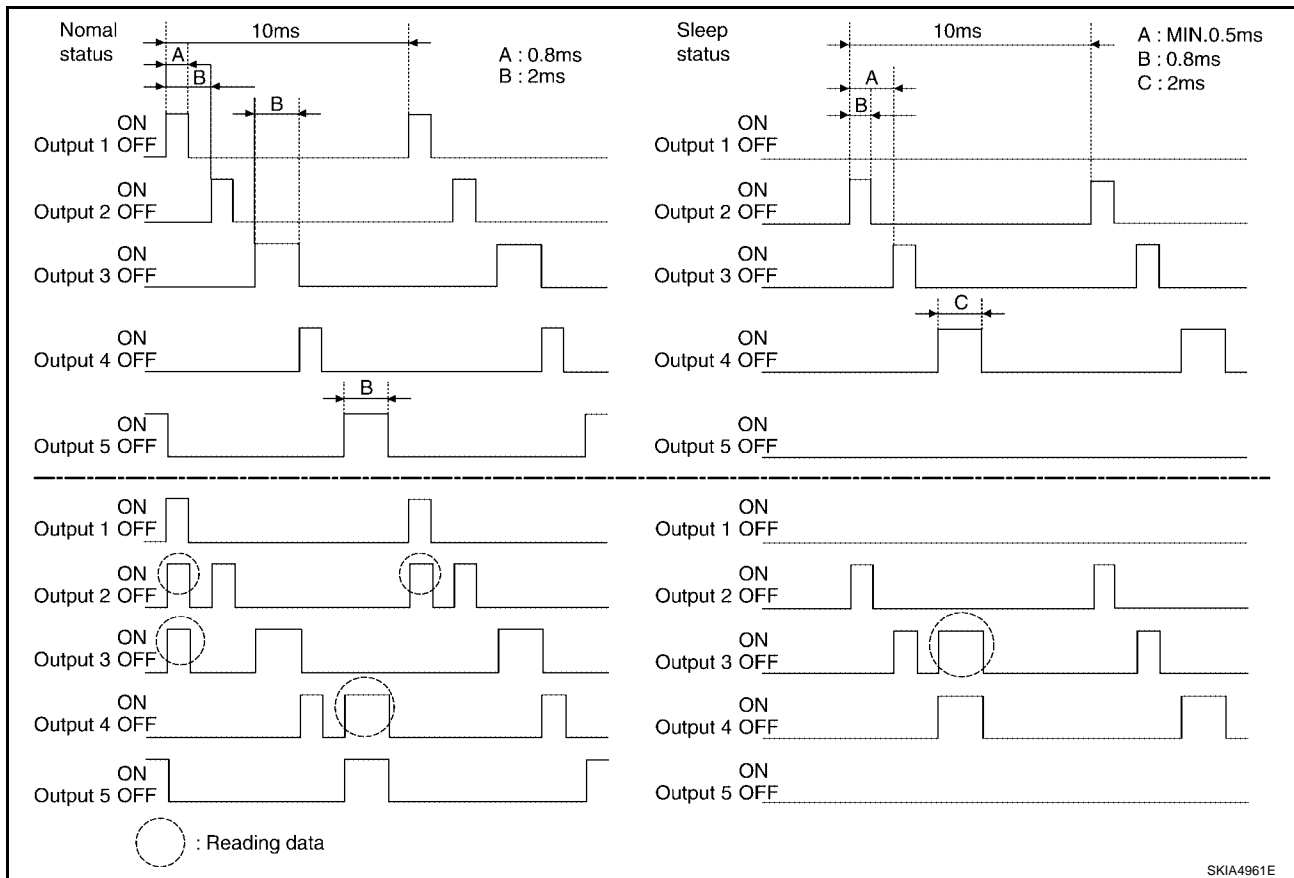 Nomal status
10ms
A
B
B
A : 0.8ms
B : 2ms
ON
Output 1 OFF
ON
Output 2 OFF
ON
Output 3 OFF
ON
Output 4 OFF
B
ON
Output 5 OFF
Sleep status
10ms
A
B
A : MIN.0.5ms
B : 0.8ms
C : 2ms
ON
Output 1 OFF
ON
Output 2 OFF
ON
Output 3 OFF
C
ON
Output 4 OFF
ON
Output 5 OFF
ON
Output 1 OFF
ON
Output 2 OFF
ON
Output 3 OFF
ON
Output 4 OFF
ON
Output 5 OFF
ON
Output 1 OFF
ON
Output 2 OFF
ON
Output 3 OFF
ON
Output 4 OFF
ON
Output 5 OFF
: Reading data
SKIA4961E